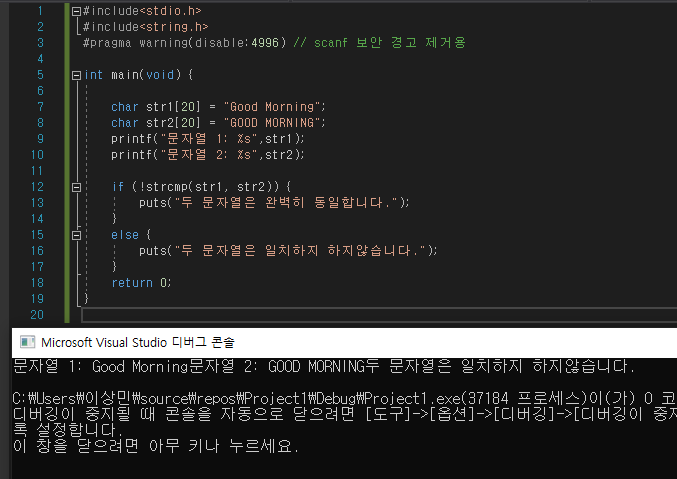 1 #include<stdio.h>
2 #include<string.h>
3 #pragma warning(disable:4996) // scanf 보안 경고 제거용
4
5 int main(void) {
6
7 char str1[20] = "Good Morning";
8 char str2[20] = "GOOD MORNING";
9 printf("문자열 1: %s",str1);
10 printf("문자열 2: %s",str2);
11
12 if (!strcmp(str1, str2)) {
13 puts("두 문자열은 완벽히 동일합니다.");
14 }
15 else {
16 puts("두 문자열은 일치하지 하지않습니다.");
17 }
18 return 0;
19 }
20
Microsoft Visual Studio 디버그 콘솔
문자열 1: Good Morning문자열 2: GOOD MORNING두 문자열은 일치하지 하지않습니다.
C:₩Users₩이상민₩source₩repos₩Project1₩Debug₩Project1.exe(37184 프로세스)이(가) 0 코
디버깅이 중지될 때 콘솔을 자동으로 닫으려면 [도구]->[옵션]->[디버깅]->[디버깅이 중지
록 설정합니다.
이 창을 닫으려면 아무 키나 누르세요.